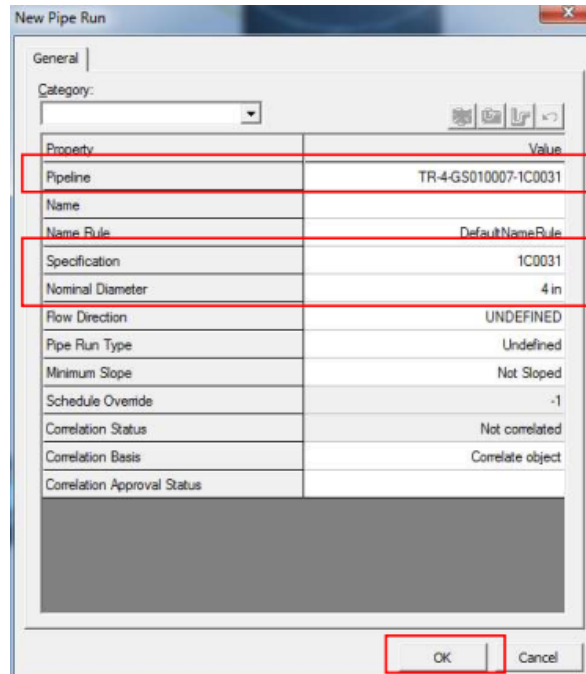 New Pipe Run
General
Category:
Property Value
Pipeline TR-4-GS010007-1C0031
Name
Name Rule DefaultNameRule
Specification 1C0031
Nominal Diameter 4 in
Flow Direction UNDEFINED
Pipe Run Type Undefined
Minimum Slope Not Sloped
Schedule Override -1
Correlation Status Not correlated
Correlation Basis Correlate object
Correlation Approval Status
OK Cancel